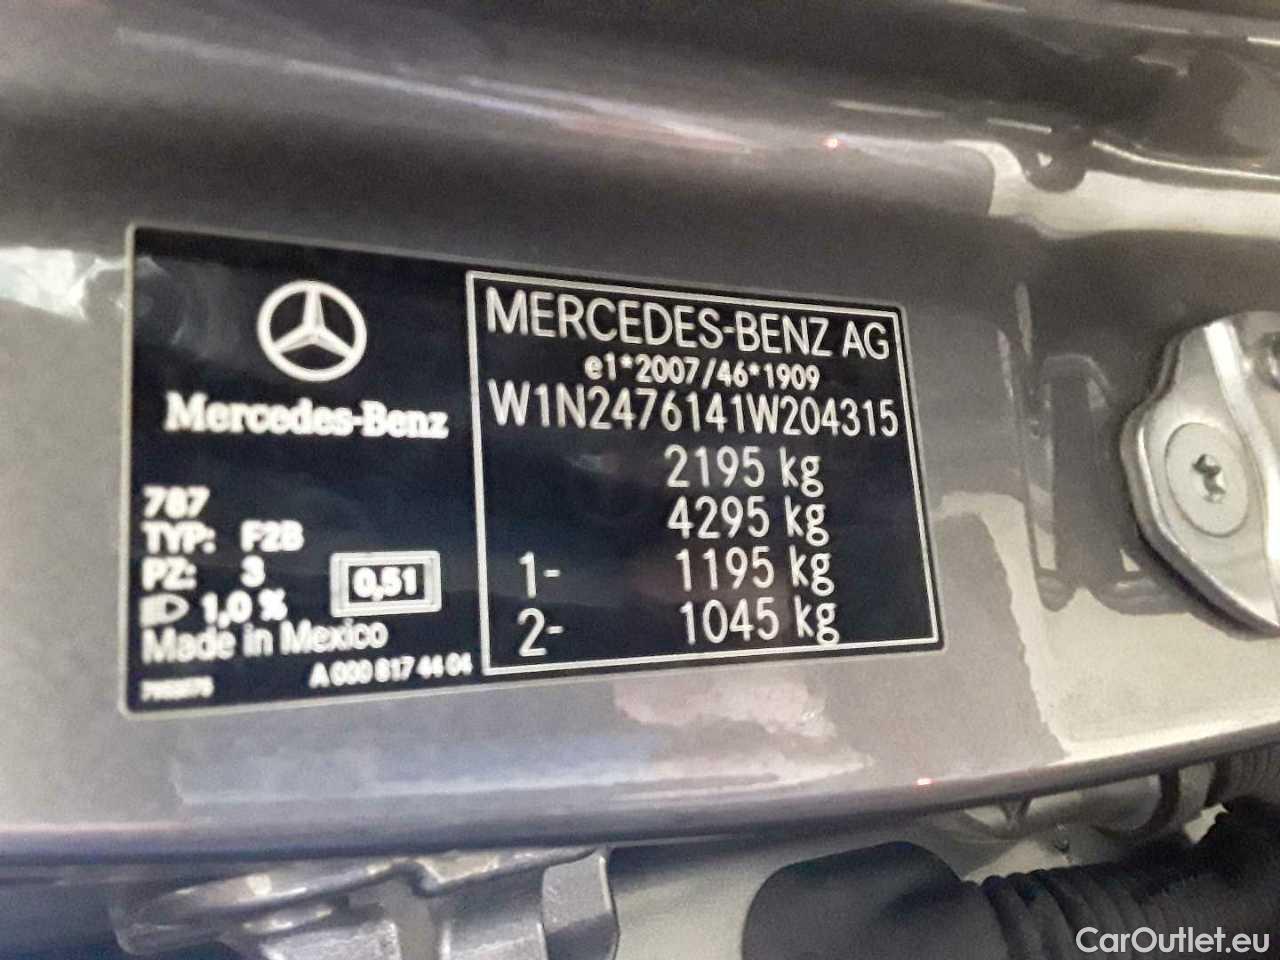 Mercedes-Benz
787
TYP: F2B
PZ: 3
1,0 %
0,51
Made in Mexico
A 000 817 44 04
MERCEDES-BENZ AG
e1*2007/46*1909
W1N2476141W204315
2195 kg
4295 kg
1- 1195 kg
2- 1045 kg
CarOutlet.eu